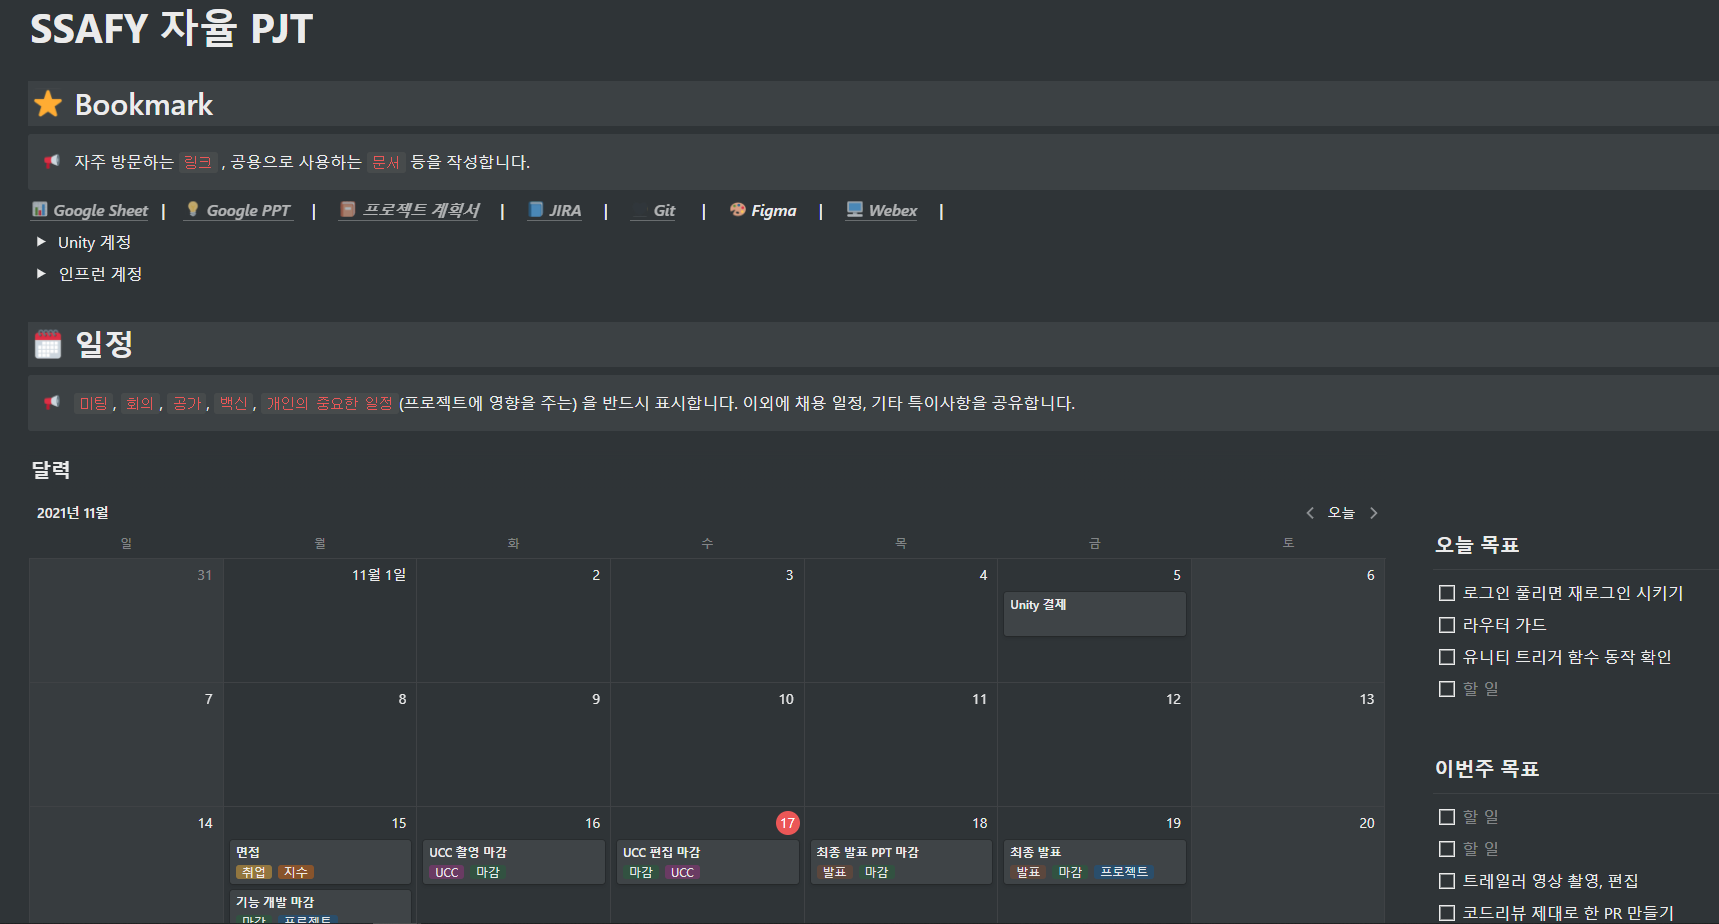 SSAFY 자율 PJT
Bookmark
자주 방문하는 링크 , 공용으로 사용하는 문서 등을 작성합니다.
Google Sheet | Google PPT | 프로젝트 계획서 | JIRA | Git | Figma | Webex |
Unity 계정
인프런 계정
일정
미팅 , 회의 , 공가 , 백신 , 개인의 중요한 일정 (프로젝트에 영향을 주는) 을 반드시 표시합니다. 이외에 채용 일정, 기타 특이사항을 공유합니다.
달력
2021년 11월 오늘
일 월 화 수 목 금 토
31 11월 1일 2 3 4 5 6
Unity 결제
7 8 9 10 11 12 13
14 15 16 17 18 19 20
면접 UCC 촬영 마감 UCC 편집 마감 최종 발표 PPT 마감 최종 발표
취업 지수 UCC 마감 마감 UCC 발표 마감 발표 마감 프로젝트
기능 개발 마감
마감 프로젝트
오늘 목표
로그인 풀리면 재로그인 시키기
라우터 가드
유니티 트리거 함수 동작 확인
할 일
이번주 목표
할 일
할 일
트레일러 영상 촬영, 편집
코드리뷰 제대로 한 PR 만들기